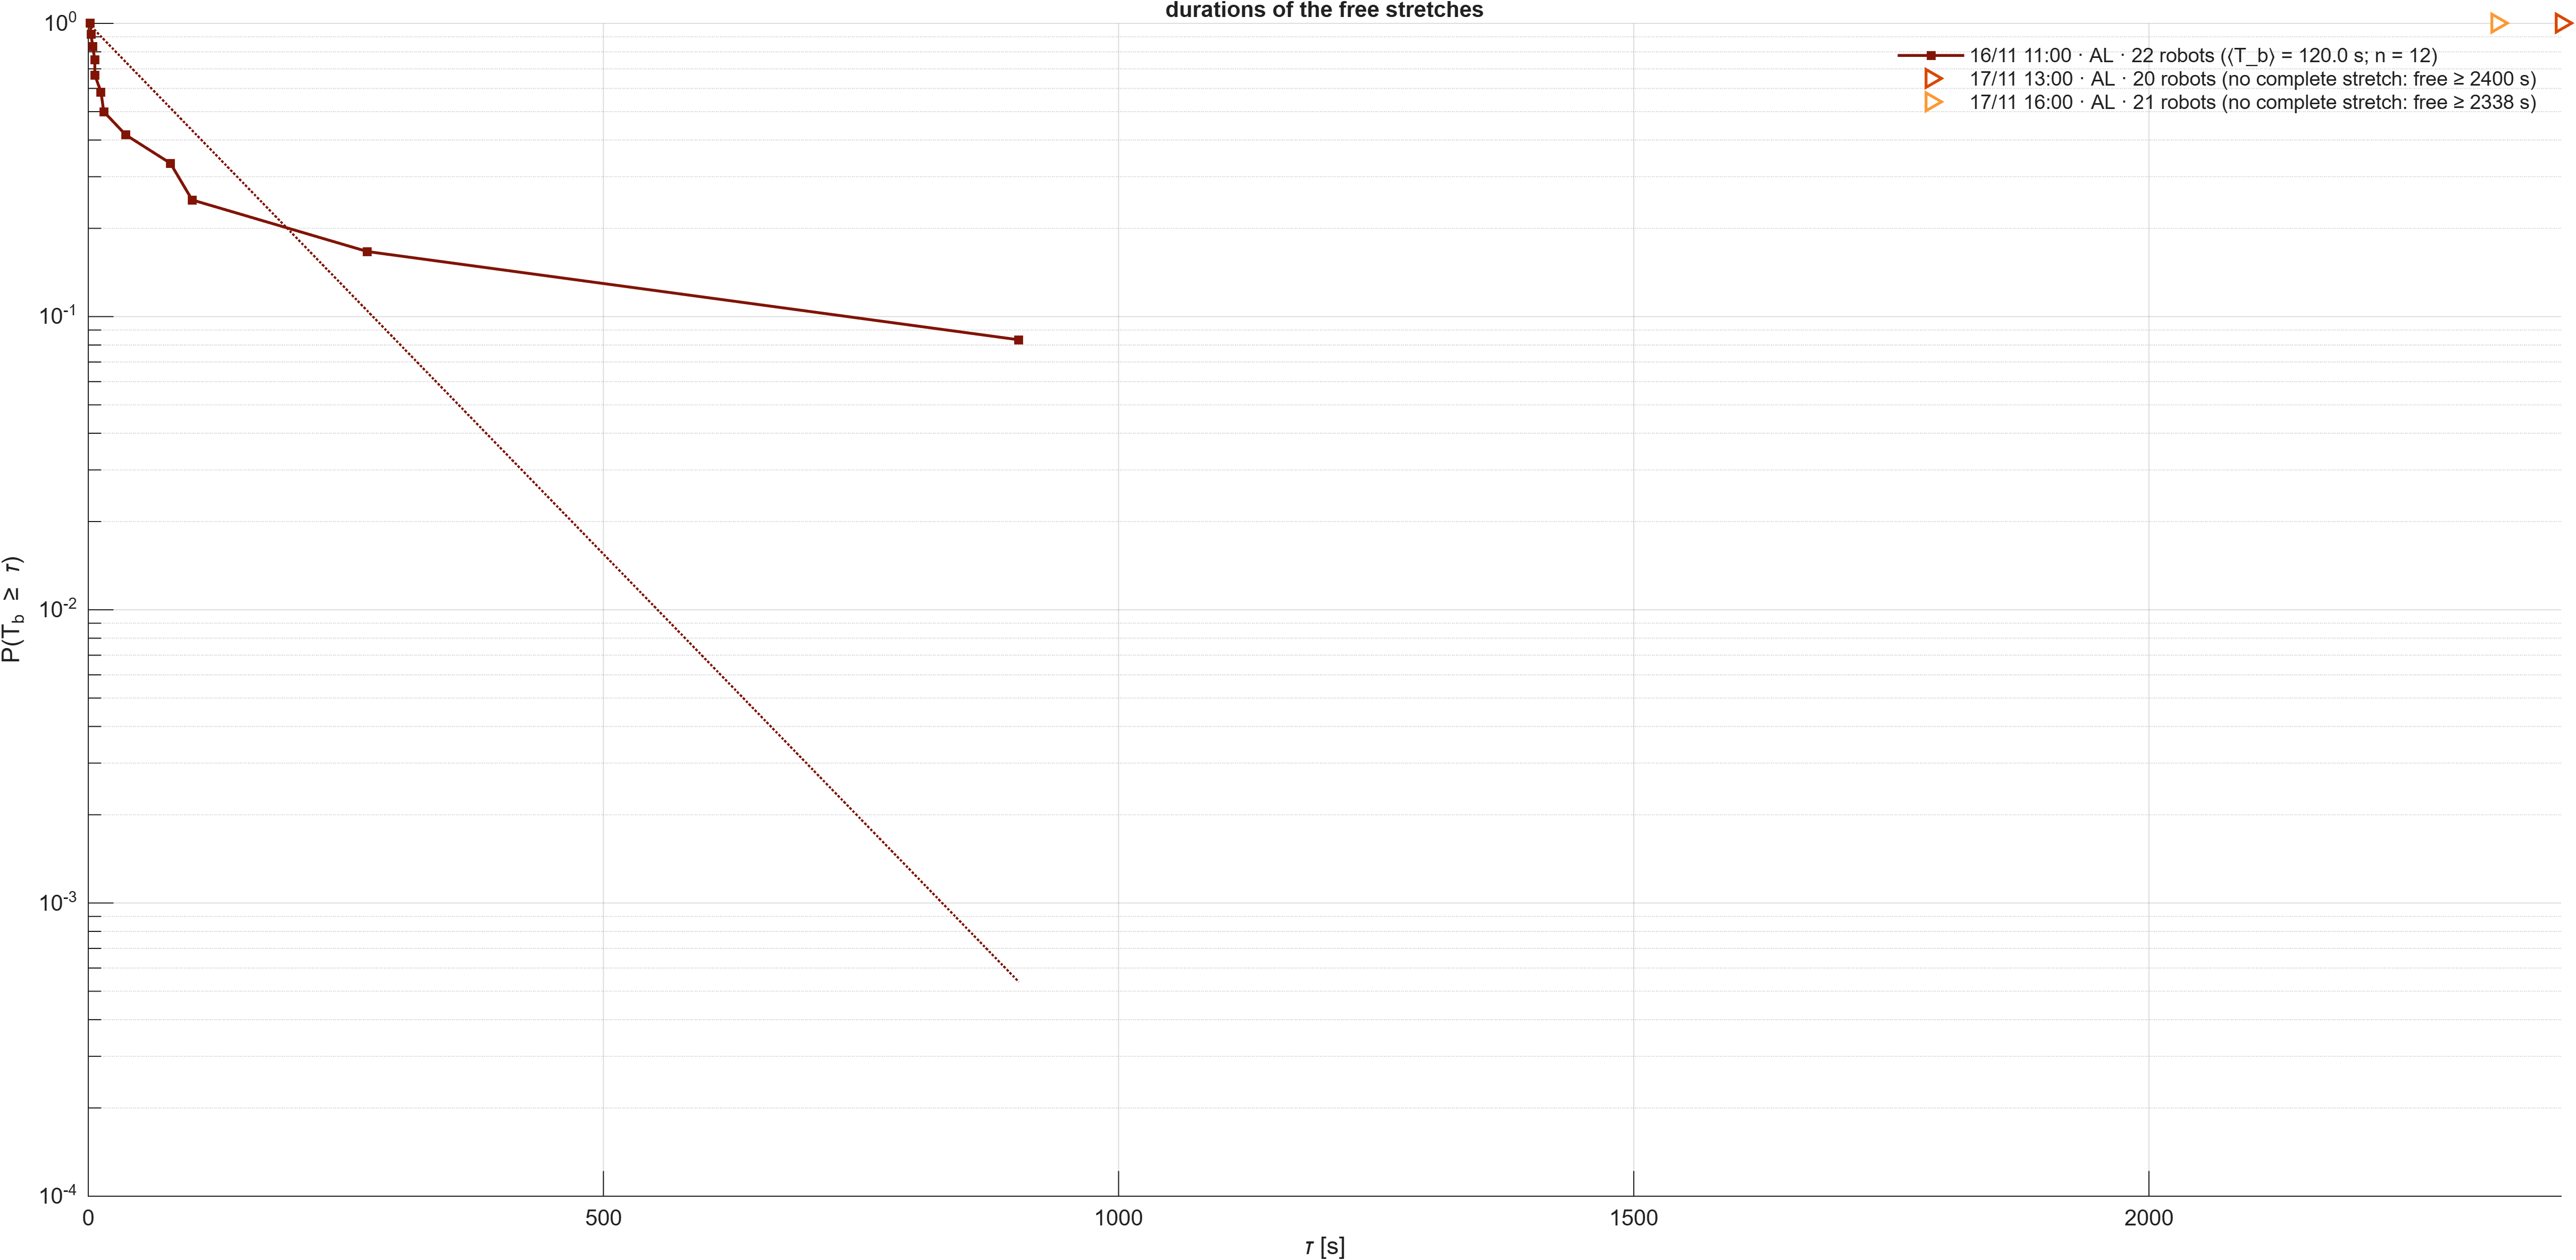 durations of the free stretches
16/11 11:00 · AL · 22 robots (⟨T_b⟩ = 120.0 s; n = 12)
17/11 13:00 · AL · 20 robots (no complete stretch: free ≥ 2400 s)
17/11 16:00 · AL · 21 robots (no complete stretch: free ≥ 2338 s)
10^0
10^-1
10^-2
10^-3
10^-4
P(T_b ≥ τ)
0 500 1000 1500 2000
τ [s]